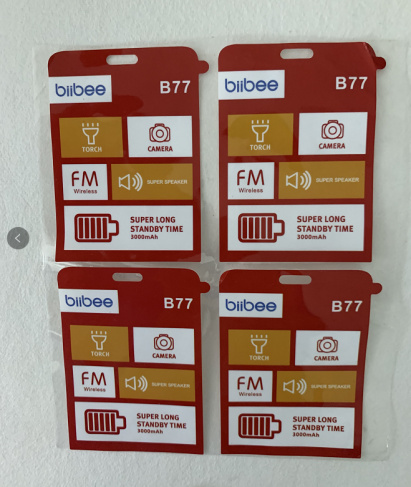 biibee B77
TORCH CAMERA
FM Wireless SUPER SPEAKER
SUPER LONG
STANDBY TIME
3000mAh
biibee B77
TORCH CAMERA
FM Wireless SUPER SPEAKER
SUPER LONG
STANDBY TIME
3000mAh
biibee B77
TORCH CAMERA
FM Wireless SUPER SPEAKER
SUPER LONG
STANDBY TIME
3000mAh
biibee B77
TORCH CAMERA
FM Wireless SUPER SPEAKER
SUPER LONG
STANDBY TIME
3000mAh